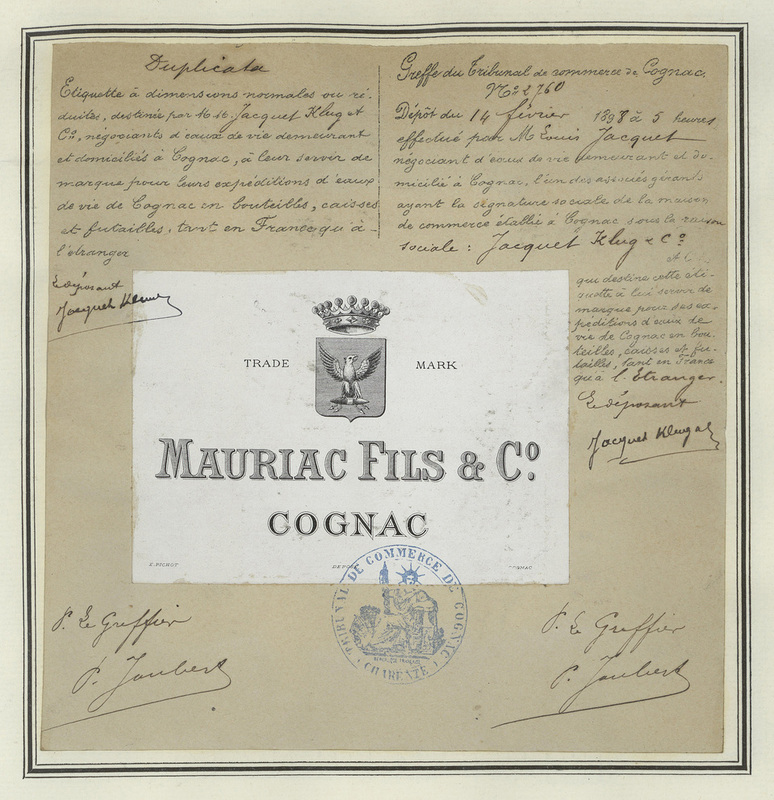 Duplicata
Etiquette à dimensions normales ou ré-
duites, destinée par M.M. Jacquet Klug et
Cº, négociants d'eaux de vie demeurant
et domiciliés à Cognac, à leur servir de
marque pour leurs expéditions d'eaux
de vie de Cognac en bouteilles, caisses
et futailles, tant en France qu'à
l'étranger
Le déposant
Jacquet Klug
Greffe du Tribunal de commerce de Cognac.
Nº 2760
Dépôt du 14 février 1898 à 5 heures
effectué par M Louis Jacquet
négociant d'eaux de vie demeurant et do-
micilié à Cognac, l'un des associés gérants
ayant la signature sociale de la maison
de commerce établie à Cognac sous la raison
sociale : Jacquet Klug & Cº
qui destine cette éti-
quette à lui servir de
marque pour ses ex-
péditions d'eaux de
vie de Cognac en bou-
teilles, caisses et fu-
tailles, tant en France
qu'à l'Etranger.
Le déposant
Jacquet Klug & Cº
TRADE MARK
MAURIAC FILS & Cº
COGNAC
TRIBUNAL DE COMMERCE DE COGNAC
CHARENTE
P. Le Greffier
P. Joubert
P. Le Greffier
P. Joubert